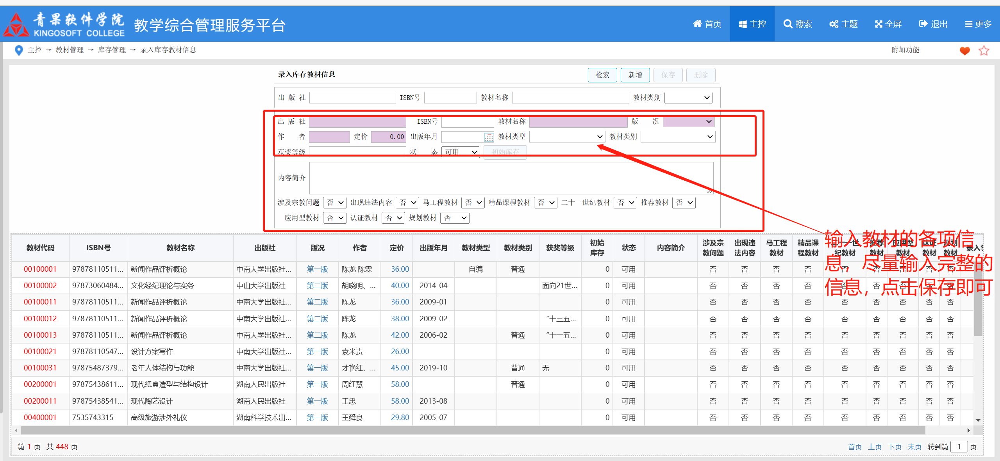 青果软件学院
KINGOSOFT COLLEGE
教学综合管理服务平台
首页 主控 搜索 主题 全屏 退出 更多
主控 → 教材管理 → 库存管理 → 录入库存教材信息
附加功能
录入库存教材信息
检索 新增 保存 删除
出 版 社 ISBN号 教材名称 教材类别
出 版 社 ISBN号 教材名称 版 况
作 者 定价 0.00 出版年月 教材类型 教材类别
获奖等级 状 态 可用 初始库存
内容简介
涉及宗教问题 否 出现违法内容 否 马工程教材 否 精品课程教材 否 二十一世纪教材 否 推荐教材 否
应用型教材 否 认证教材 否 规划教材 否
输入教材的各项信
息，尽量输入完整的
信息，点击保存即可
教材代码 ISBN号 教材名称 出版社 版况 作者 定价 出版年月 教材类型 教材类别 获奖等级 初始库存 状态 内容简介 涉及宗教问题 出现违法内容 马工程教材 精品课程教材 二十一世纪教材 推荐教材 应用型教材 认证教材 规划教材 录入
00100001 97878110511... 新闻作品评析概论 中南大学出版社... 第一版 陈龙 陈霖 36.00 自编 普通 0 可用 否 否 否 否 否 否 否 否 否
00100002 97873060484... 文化经纪理论与实务 中山大学出版社 第二版 胡晓明、... 40.00 2014-04 面向21世... 0 可用 否 否 否 否 否 否 否 否 否
00100011 97878110511... 新闻作品评析概论 中南大学出版社... 第二版 陈龙 36.00 2009-01 0 可用 否 否 否 否 否 否 否 否 否
00100012 97878110511... 新闻作品评析概论 中南大学出版社... 第二版 陈龙 38.00 2009-02 “十三五... 0 可用 否 否 否 否 否 否 否 否 否
00100013 97878110511... 新闻作品评析概论 中南大学出版社... 第二版 陈龙 42.00 2006-02 普通 “十一五... 0 可用 否 否 否 否 否 否 否 否 否
00100021 97878110547... 设计方案写作 中南大学出版社... 第一版 袁米责 26.00 0 可用 否 否 否 否 否 否 否 否 否
00100031 97875487379... 老年人体结构与功能 中南大学出版社... 第一版 才艳红、... 45.00 2019-10 普通 无 0 可用 否 否 否 否 否 否 否 否 否
00200001 97875438611... 现代纸盒造型与结构设计 湖南人民出版社 第一版 周红慧 58.00 普通 0 可用 否 否 否 否 否 否 否 否 否
00200011 97875438541... 现代陶艺设计 湖南人民出版社 第一版 王忠 58.00 2013-08 0 可用 否 否 否 否 否 否 否 否 否
00400001 7535743315 高级旅游涉外礼仪 湖南科学技术出... 第一版 王舜良 29.80 2005-07 0 可用 否 否 否 否 否 否 否 否 否
第 1 页 共 448 页
首页 上页 下页 末页 转到第 1 页